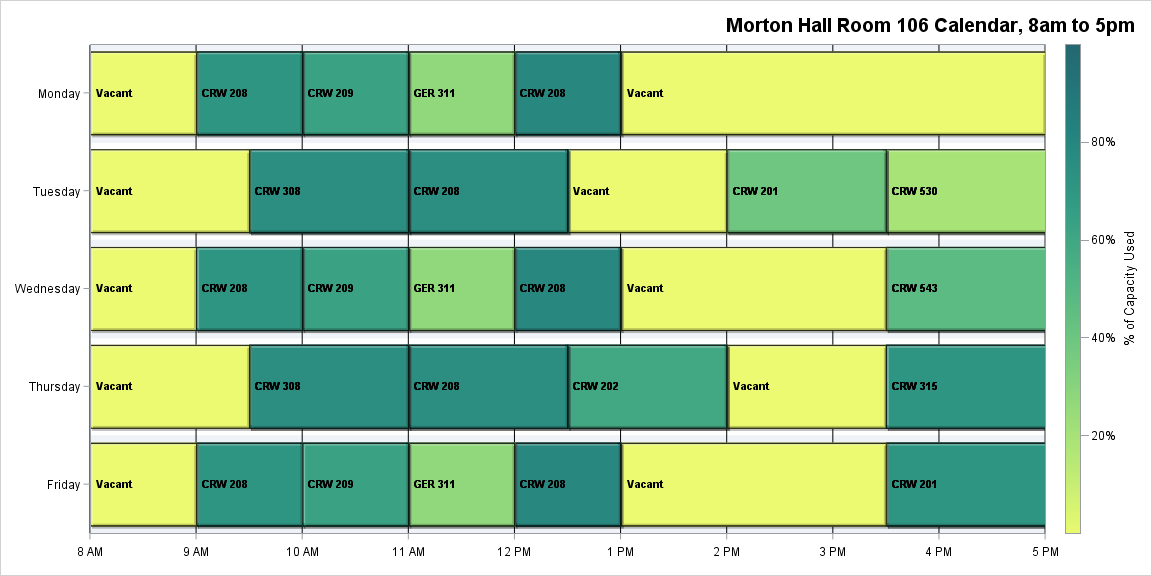 Morton Hall Room 106 Calendar, 8am to 5pm
Monday
Vacant
CRW 208
CRW 209
GER 311
CRW 208
Vacant
Tuesday
Vacant
CRW 308
CRW 208
Vacant
CRW 201
CRW 530
Wednesday
Vacant
CRW 208
CRW 209
GER 311
CRW 208
Vacant
CRW 543
Thursday
Vacant
CRW 308
CRW 208
CRW 202
Vacant
CRW 315
Friday
Vacant
CRW 208
CRW 209
GER 311
CRW 208
Vacant
CRW 201
8 AM
9 AM
10 AM
11 AM
12 PM
1 PM
2 PM
3 PM
4 PM
5 PM
80%
60%
40%
20%
% of Capacity Used